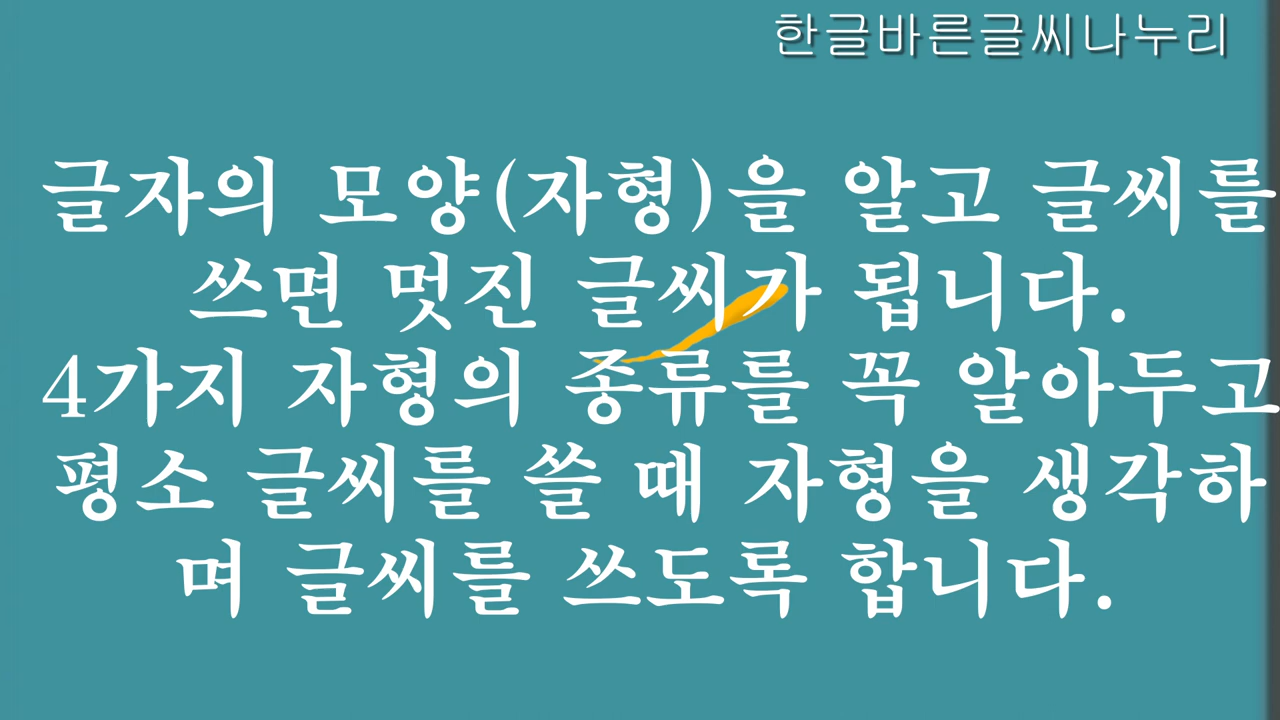 한글바른글씨나누리
글자의 모양(자형)을 알고 글씨를
쓰면 멋진 글씨가 됩니다.
4가지 자형의 종류를 꼭 알아두고
평소 글씨를 쓸 때 자형을 생각하
며 글씨를 쓰도록 합니다.